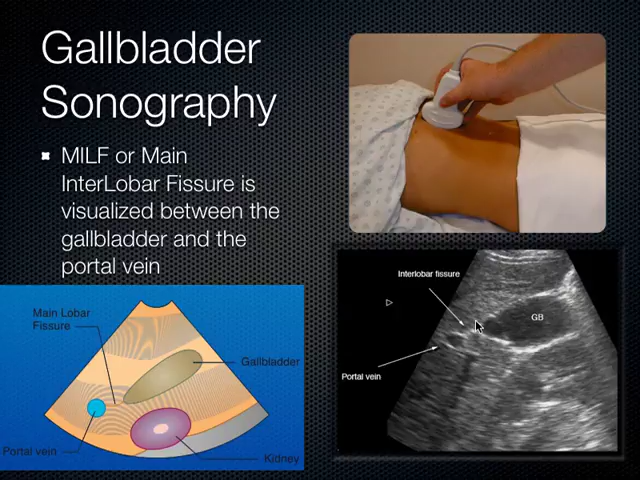 Gallbladder
Sonography
MILF or Main
InterLobar Fissure is
visualized between the
gallbladder and the
portal vein
Main Lobar
Fissure
Gallbladder
Portal vein
Kidney
Interlobar fissure
GB
Portal vein